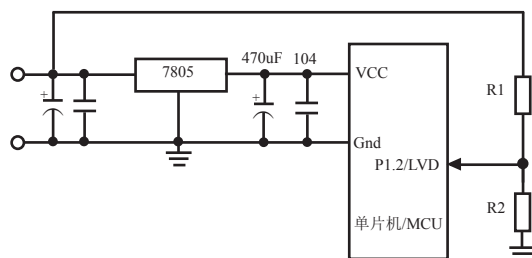 470uF 104
7805
VCC
R1
+
+
Gnd
P1.2/LVD
R2
单片机/MCU